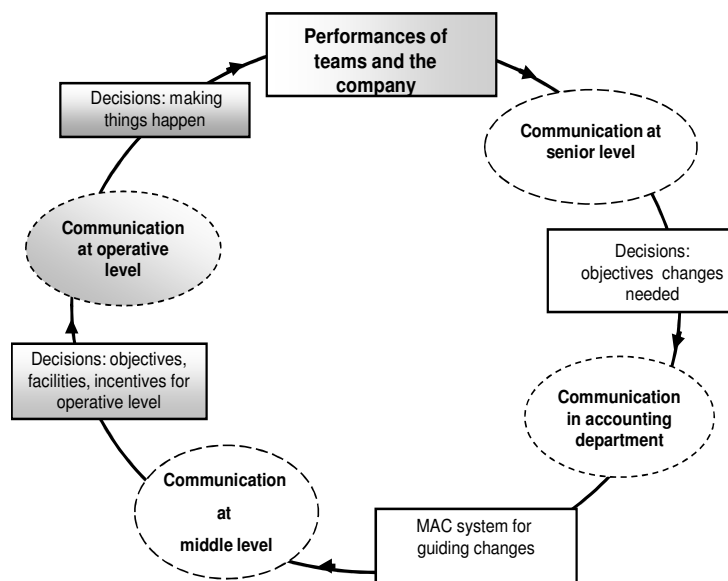 Performances of
teams and the
company
Communication at
senior level
Decisions:
objectives changes
needed
Communication
in accounting
department
MAC system for
guiding changes
Communication
at
middle level
Decisions: objectives,
facilities, incentives for
operative level
Communication
at operative
level
Decisions: making
things happen